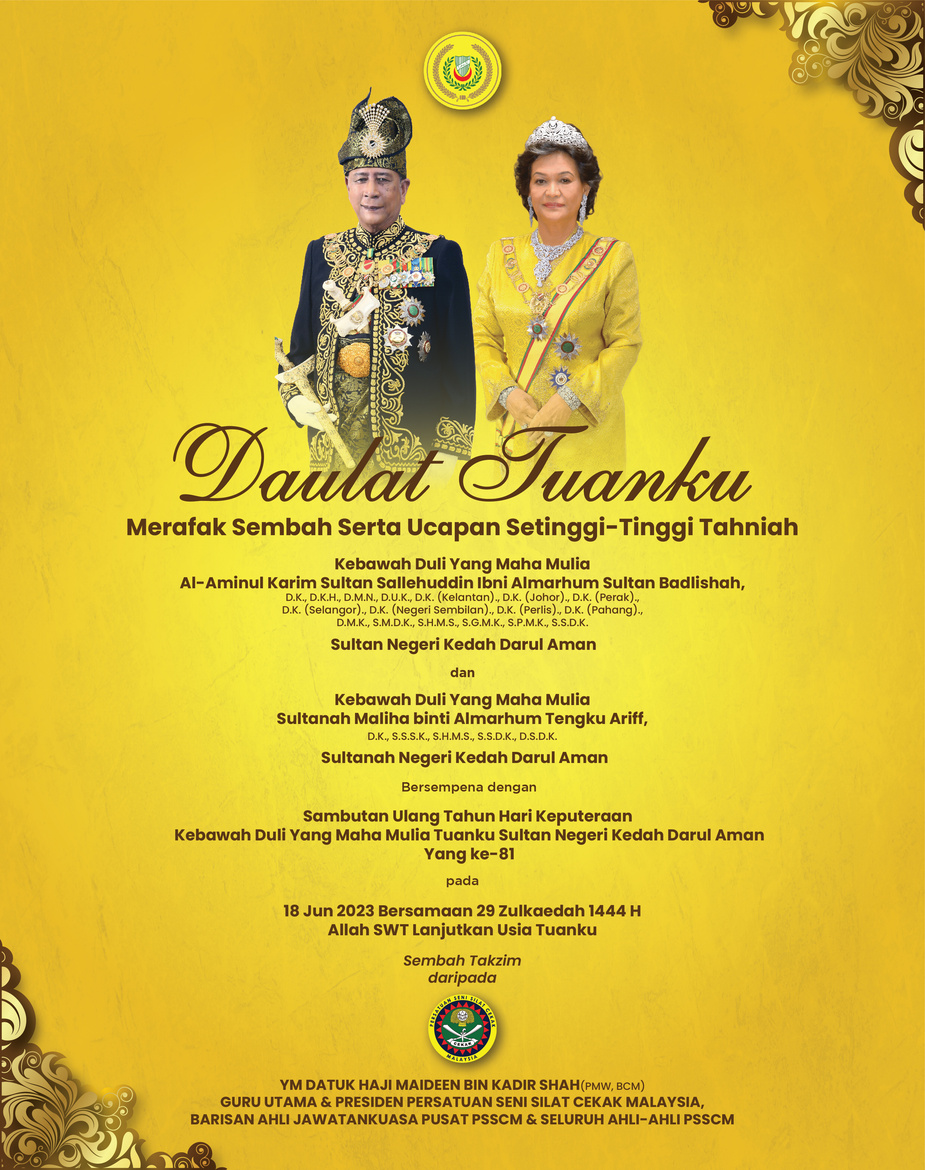 Daulat Tuanku
Merafak Sembah Serta Ucapan Setinggi-Tinggi Tahniah
Kebawah Duli Yang Maha Mulia
Al-Aminul Karim Sultan Sallehuddin Ibni Almarhum Sultan Badlishah,
D.K., D.K.H., D.M.N., D.U.K., D.K. (Kelantan)., D.K. (Johor)., D.K. (Perak).,
D.K. (Selangor)., D.K. (Negeri Sembilan)., D.K. (Perlis)., D.K. (Pahang).,
D.M.K., S.M.D.K., S.H.M.S., S.G.M.K., S.P.M.K., S.S.D.K.
Sultan Negeri Kedah Darul Aman
dan
Kebawah Duli Yang Maha Mulia
Sultanah Maliha binti Almarhum Tengku Ariff,
D.K., S.S.S.K., S.H.M.S., S.S.D.K., D.S.D.K.
Sultanah Negeri Kedah Darul Aman
Bersempena dengan
Sambutan Ulang Tahun Hari Keputeraan
Kebawah Duli Yang Maha Mulia Tuanku Sultan Negeri Kedah Darul Aman
Yang ke-81
pada
18 Jun 2023 Bersamaan 29 Zulkaedah 1444 H
Allah SWT Lanjutkan Usia Tuanku
Sembah Takzim
daripada
PERSATUAN SENI SILAT CEKAK
CEKAK
MALAYSIA
YM DATUK HAJI MAIDEEN BIN KADIR SHAH(PMW, BCM)
GURU UTAMA & PRESIDEN PERSATUAN SENI SILAT CEKAK MALAYSIA,
BARISAN AHLI JAWATANKUASA PUSAT PSSCM & SELURUH AHLI-AHLI PSSCM